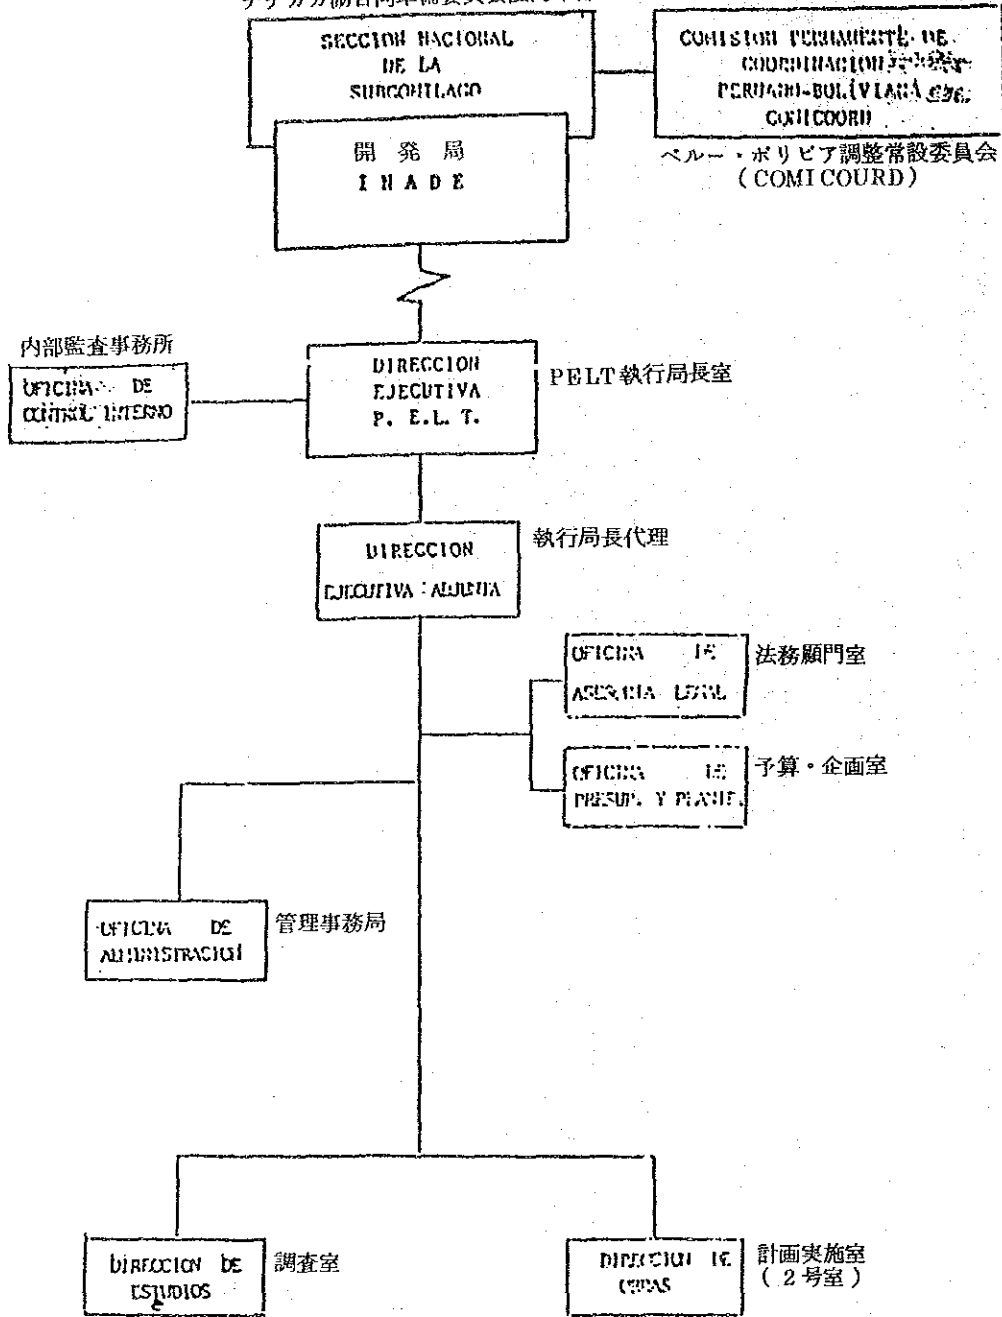 SECCION NACIONAL
DE LA
SUBCOMILAGO
COMISION PERMANENTE DE
COORDINACION
PERUANO-BOLIVIANA
COMICOORD
開発局
INADE
ペルー・ボリビア調整常設委員会
(COMICOURD)
内部監査事務所
OFICINA DE
CONTROL INTERNO
DIRECCION
EJECUTIVA
P. E.L. T.
PELT執行局長室
DIRECCION
EJECUTIVA ADJUNTA
執行局長代理
OFICINA DE
ASESORIA LEGAL
法務顧問室
OFICINA DE
PRESUP. Y PLANIF.
予算・企画室
OFICINA DE
ADMINISTRACION
管理事務局
DIRECCION DE
ESTUDIOS
調査室
DIRECCION DE
OBRAS
計画実施室
(2号室)